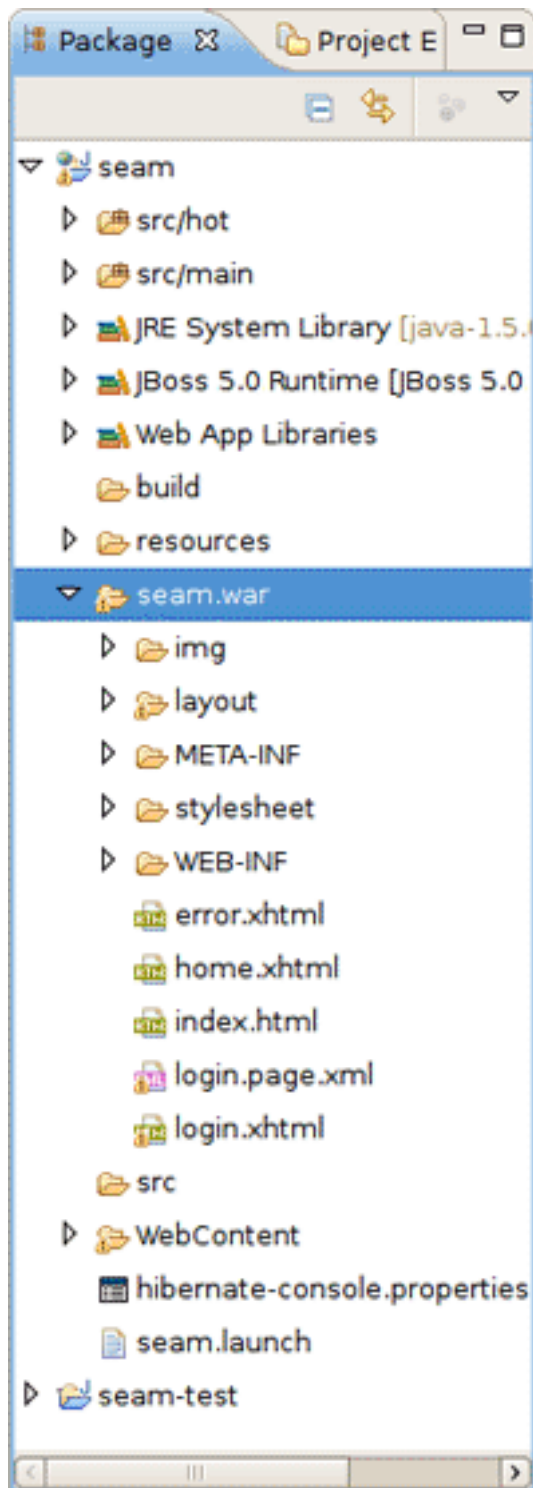 Package Project E
seam
src/hot
src/main
JRE System Library [java-1.5.
JBoss 5.0 Runtime [JBoss 5.0
Web App Libraries
build
resources
seam.war
img
layout
META-INF
stylesheet
WEB-INF
error.xhtml
home.xhtml
index.html
login.page.xml
login.xhtml
src
WebContent
hibernate-console.properties
seam.launch
seam-test